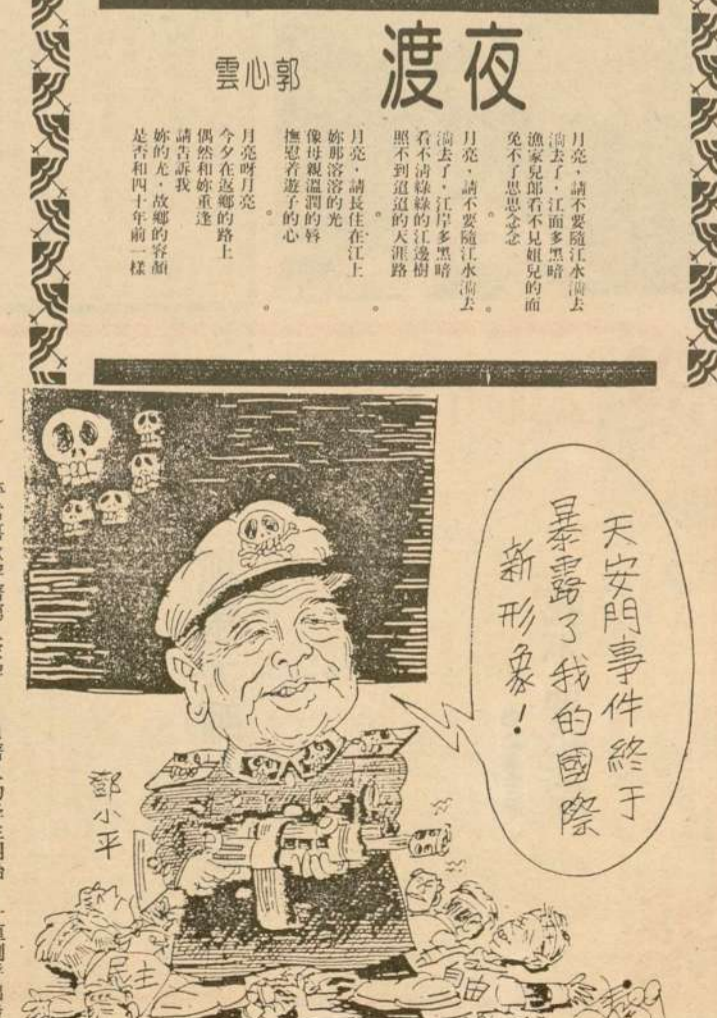 夜渡
郭心雲
月亮，請不要隨江水淌去
淌去了，江面多黑暗
漁家兒郎看不見姐兒的面
免不了思思念念。
月亮，請不要隨江水淌去
淌去了，江岸多黑暗
看不清綠綠的江邊樹
照不到迢迢的天涯路。
月亮，請長住在江上
妳那溶溶的光
像母親溫潤的唇
撫慰着遊子的心。
月亮呀月亮
今夕在返鄉的路上
偶然和妳重逢
請告訴我
妳的光，故鄉的容顏
是否和四十年前一樣。
天安門事件終于
暴露了我的國際
新形象！
鄧小平
民主
自由